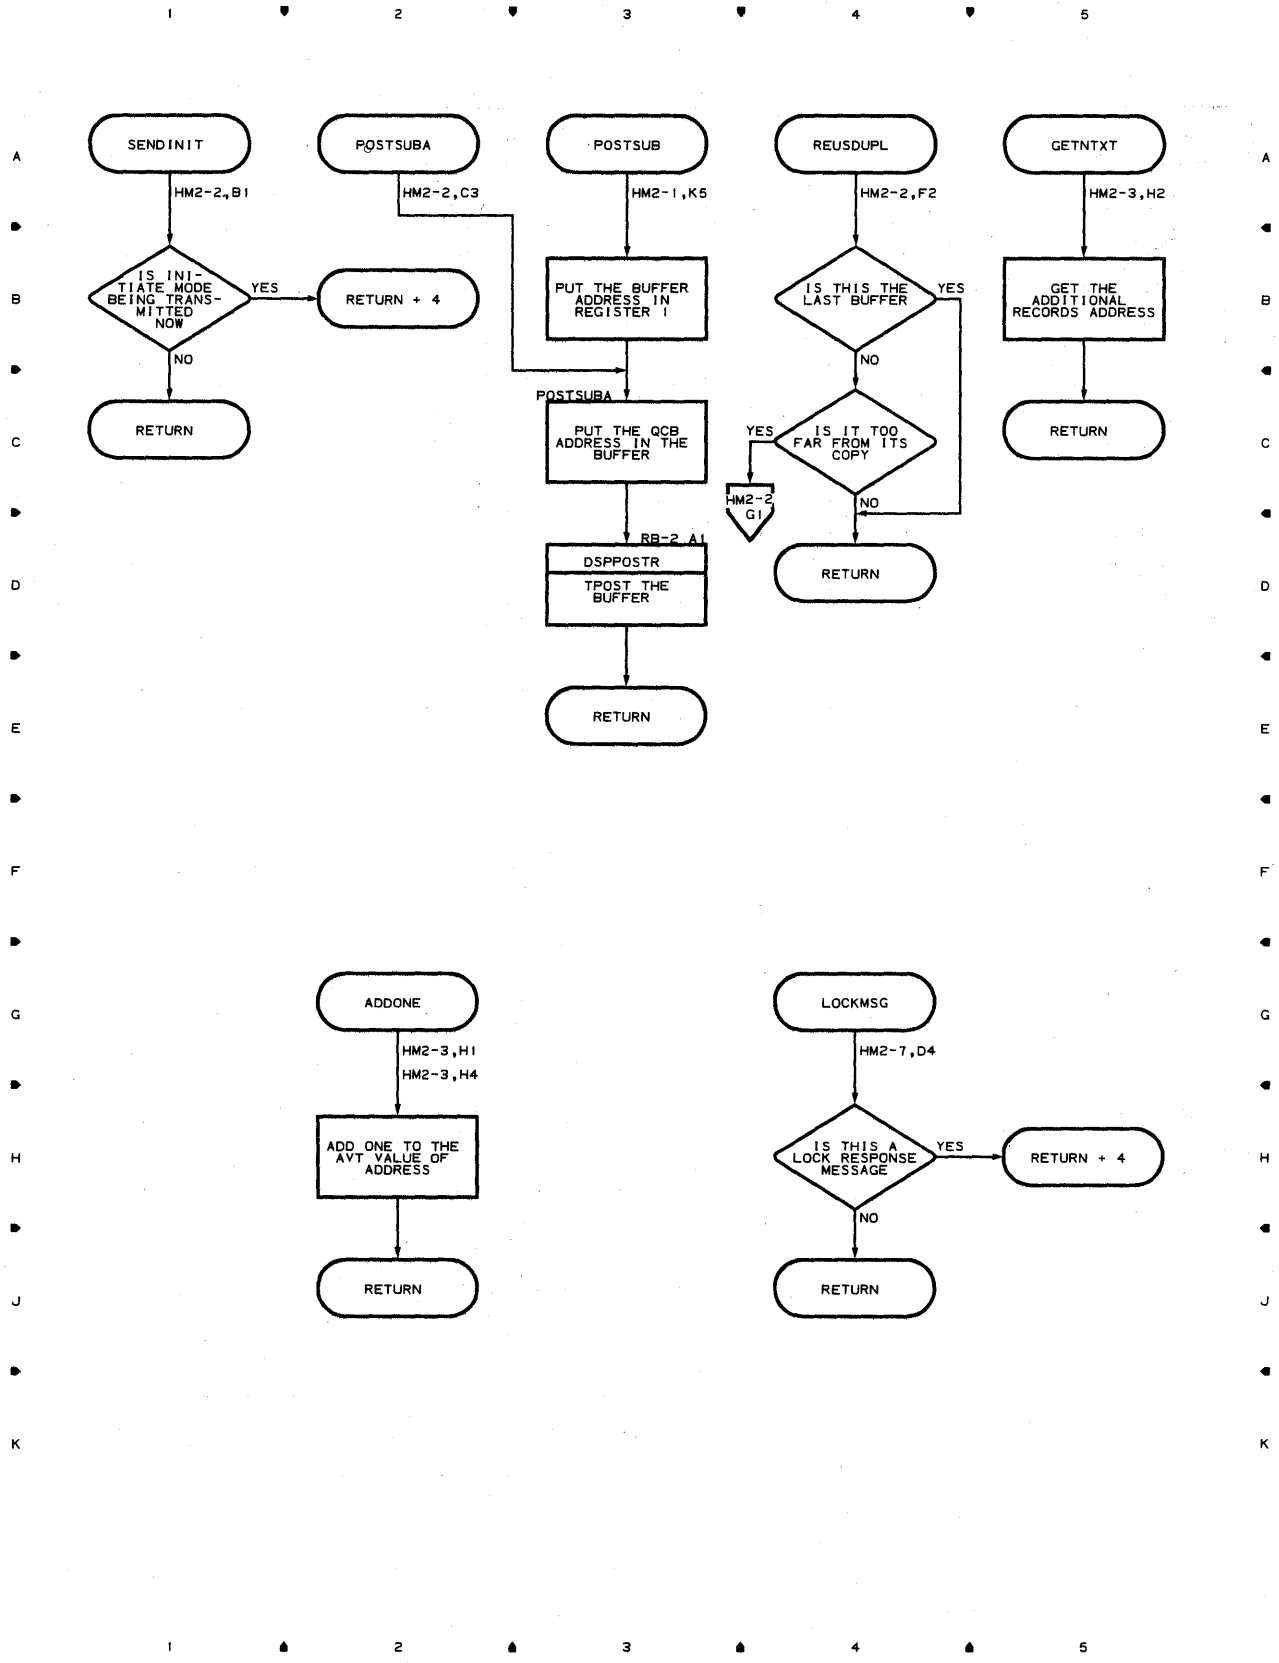 1 2 3 4 5
SENDINIT
POSTSUBA
POSTSUB
REUSDUPL
GETNTXT
A A
HM2-2,B1
HM2-2,C3
HM2-1,K5
HM2-2,F2
HM2-3,H2
IS INI-
TIATE MODE
BEING TRANS-
MITTED
NOW
YES
RETURN + 4
PUT THE BUFFER
ADDRESS IN
REGISTER 1
IS THIS THE
LAST BUFFER
YES
GET THE
ADDITIONAL
RECORDS ADDRESS
B B
NO
NO
POSTSUBA
RETURN
PUT THE QCB
ADDRESS IN THE
BUFFER
YES
IS IT TOO
FAR FROM ITS
COPY
RETURN
C C
HM2-2
G1
NO
RB-2 A1
DSPPOSTR
TPOST THE
BUFFER
RETURN
D D
RETURN
E E
F F
ADDONE
LOCKMSG
G G
HM2-3,H1
HM2-3,H4
HM2-7,D4
ADD ONE TO THE
AVT VALUE OF
ADDRESS
IS THIS A
LOCK RESPONSE
MESSAGE
YES
RETURN + 4
H H
NO
RETURN
RETURN
J J
K K
1 2 3 4 5